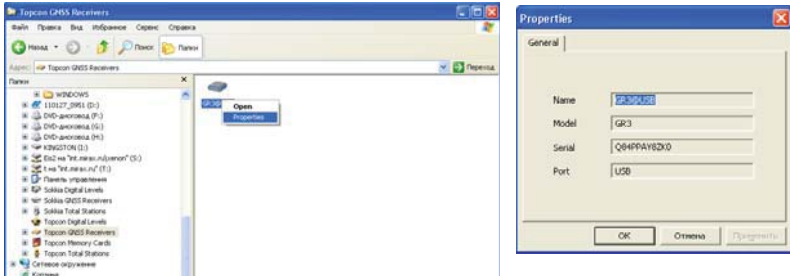 Topcon GNSS Receivers
Файл Правка Вид Избранное Сервис Справка
Назад Поиск Папки
Адрес: Topcon GNSS Receivers Переход
Папки
WINDOWS
110127_0951 (D:)
DVD-дисковод (F:)
DVD-дисковод (G:)
DVD-дисковод (H:)
KINGSTON (I:)
Панель управления
Sokkia Digital Levels
Sokkia GNSS Receivers
Sokkia Total Stations
Topcon Digital Levels
Topcon GNSS Receivers
Topcon Memory Cards
Topcon Total Stations
Сетевое окружение
Корзина
Open
Properties
Properties
General
Name GR3@USB
Model GR3
Serial Q84PPAY8ZK0
Port USB
OK Отмена Применить